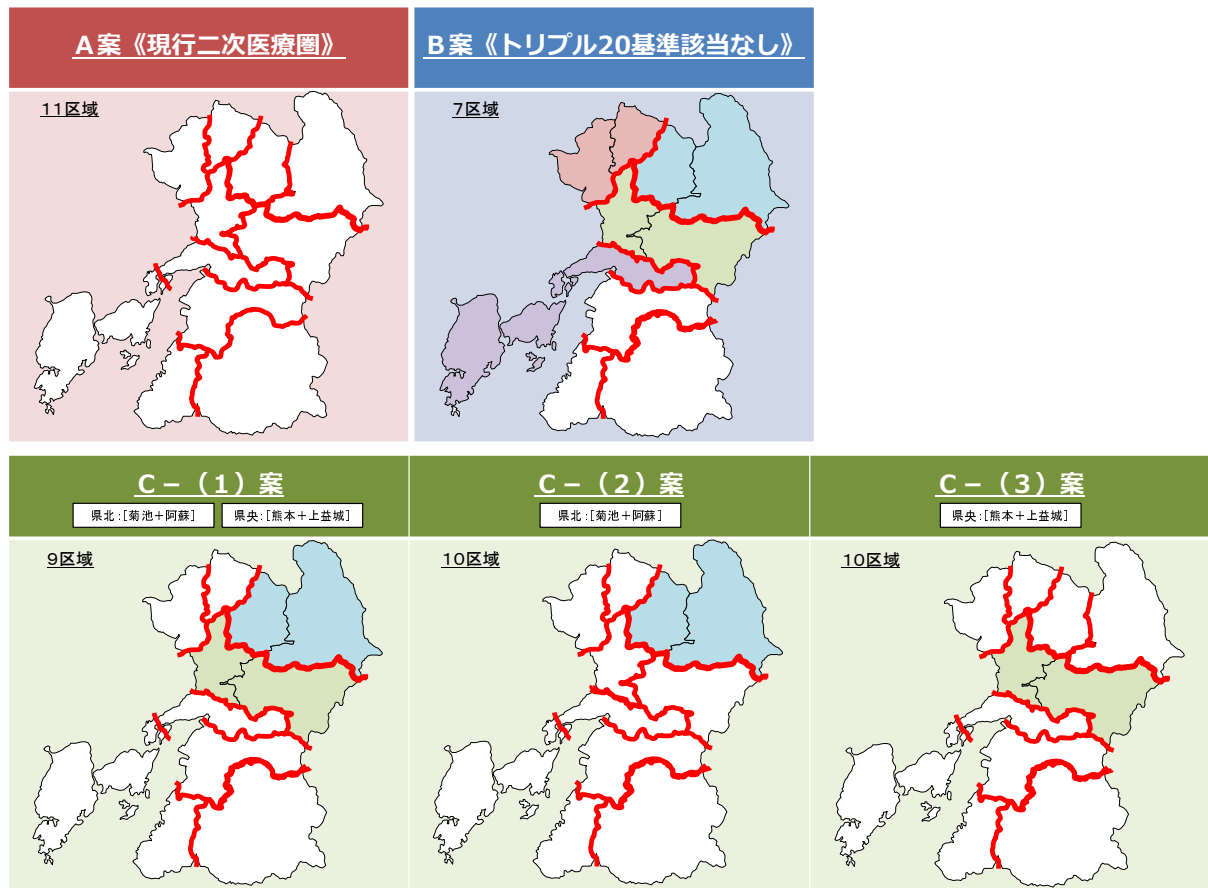 A案《現行二次医療圏》
B案《トリプル20基準該当なし》
11区域
7区域
C－（1）案
県北：[菊池＋阿蘇]
県央：[熊本＋上益城]
C－（2）案
県北：[菊池＋阿蘇]
C－（3）案
県央：[熊本＋上益城]
9区域
10区域
10区域